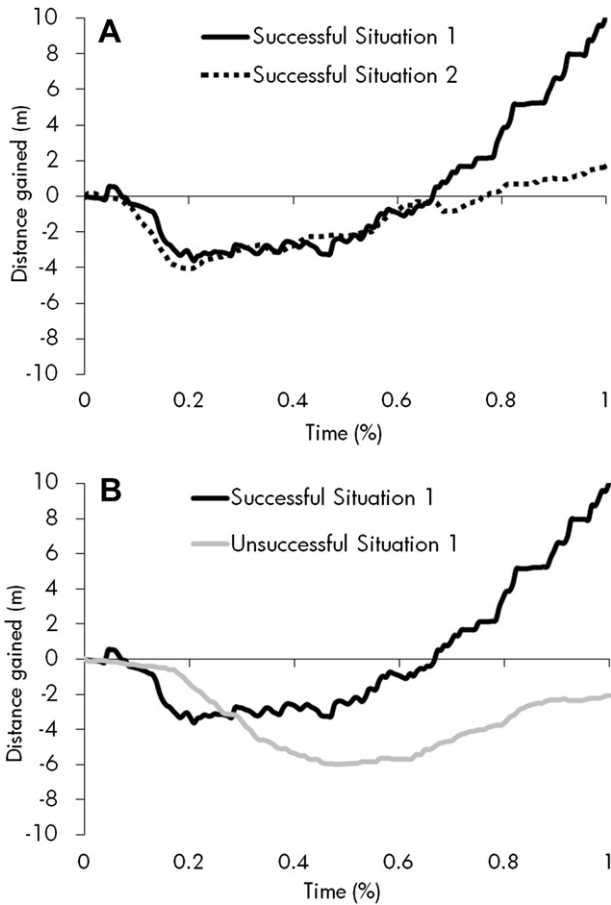 A
Successful Situation 1
Successful Situation 2
Distance gained (m)
10
8
6
4
2
0
-2
-4
-6
-8
-10
0 0.2 0.4 0.6 0.8 1
Time (%)
B
Successful Situation 1
Unsuccessful Situation 1
Distance gained (m)
10
8
6
4
2
0
-2
-4
-6
-8
-10
0 0.2 0.4 0.6 0.8 1
Time (%)